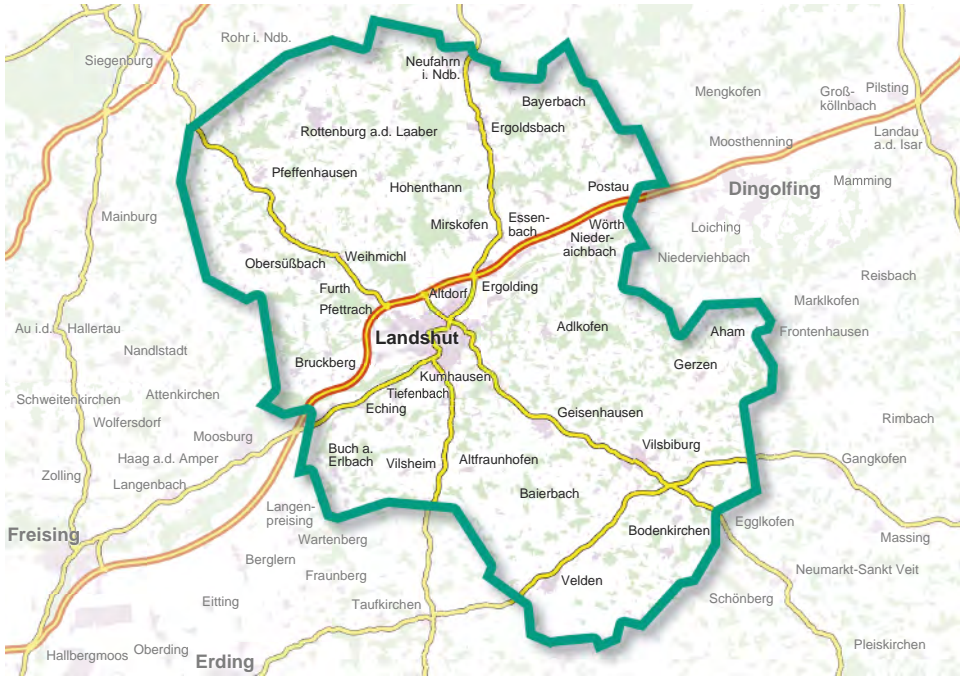 Rohr i. Ndb.
Siegenburg
Neufahrn
i. Ndb.
Mengkofen
Groß-
köllnbach
Pilsting
Bayerbach
Rottenburg a.d. Laaber
Ergoldsbach
Moosthenning
Landau
a.d. Isar
Pfeffenhausen
Hohenthann
Postau
Dingolfing
Mamming
Mainburg
Mirskofen
Essen-
bach
Wörth
Nieder-
aichbach
Loiching
Obersüßbach
Weihmichl
Niederviehbach
Reisbach
Furth
Altdorf
Ergolding
Marklkofen
Pfettrach
Au i.d. Hallertau
Landshut
Adlkofen
Aham
Frontenhausen
Nandlstadt
Bruckberg
Gerzen
Kumhausen
Schweitenkirchen
Attenkirchen
Tiefenbach
Eching
Geisenhausen
Wolfersdorf
Rimbach
Moosburg
Buch a.
Erlbach
Vilsbiburg
Haag a.d. Amper
Vilsheim
Altfraunhofen
Gangkofen
Zolling
Langenbach
Baierbach
Langen-
preising
Bodenkirchen
Egglkofen
Freising
Wartenberg
Massing
Berglern
Fraunberg
Velden
Neumarkt-Sankt Veit
Eitting
Taufkirchen
Schönberg
Hallbergmoos
Oberding
Erding
Pleiskirchen